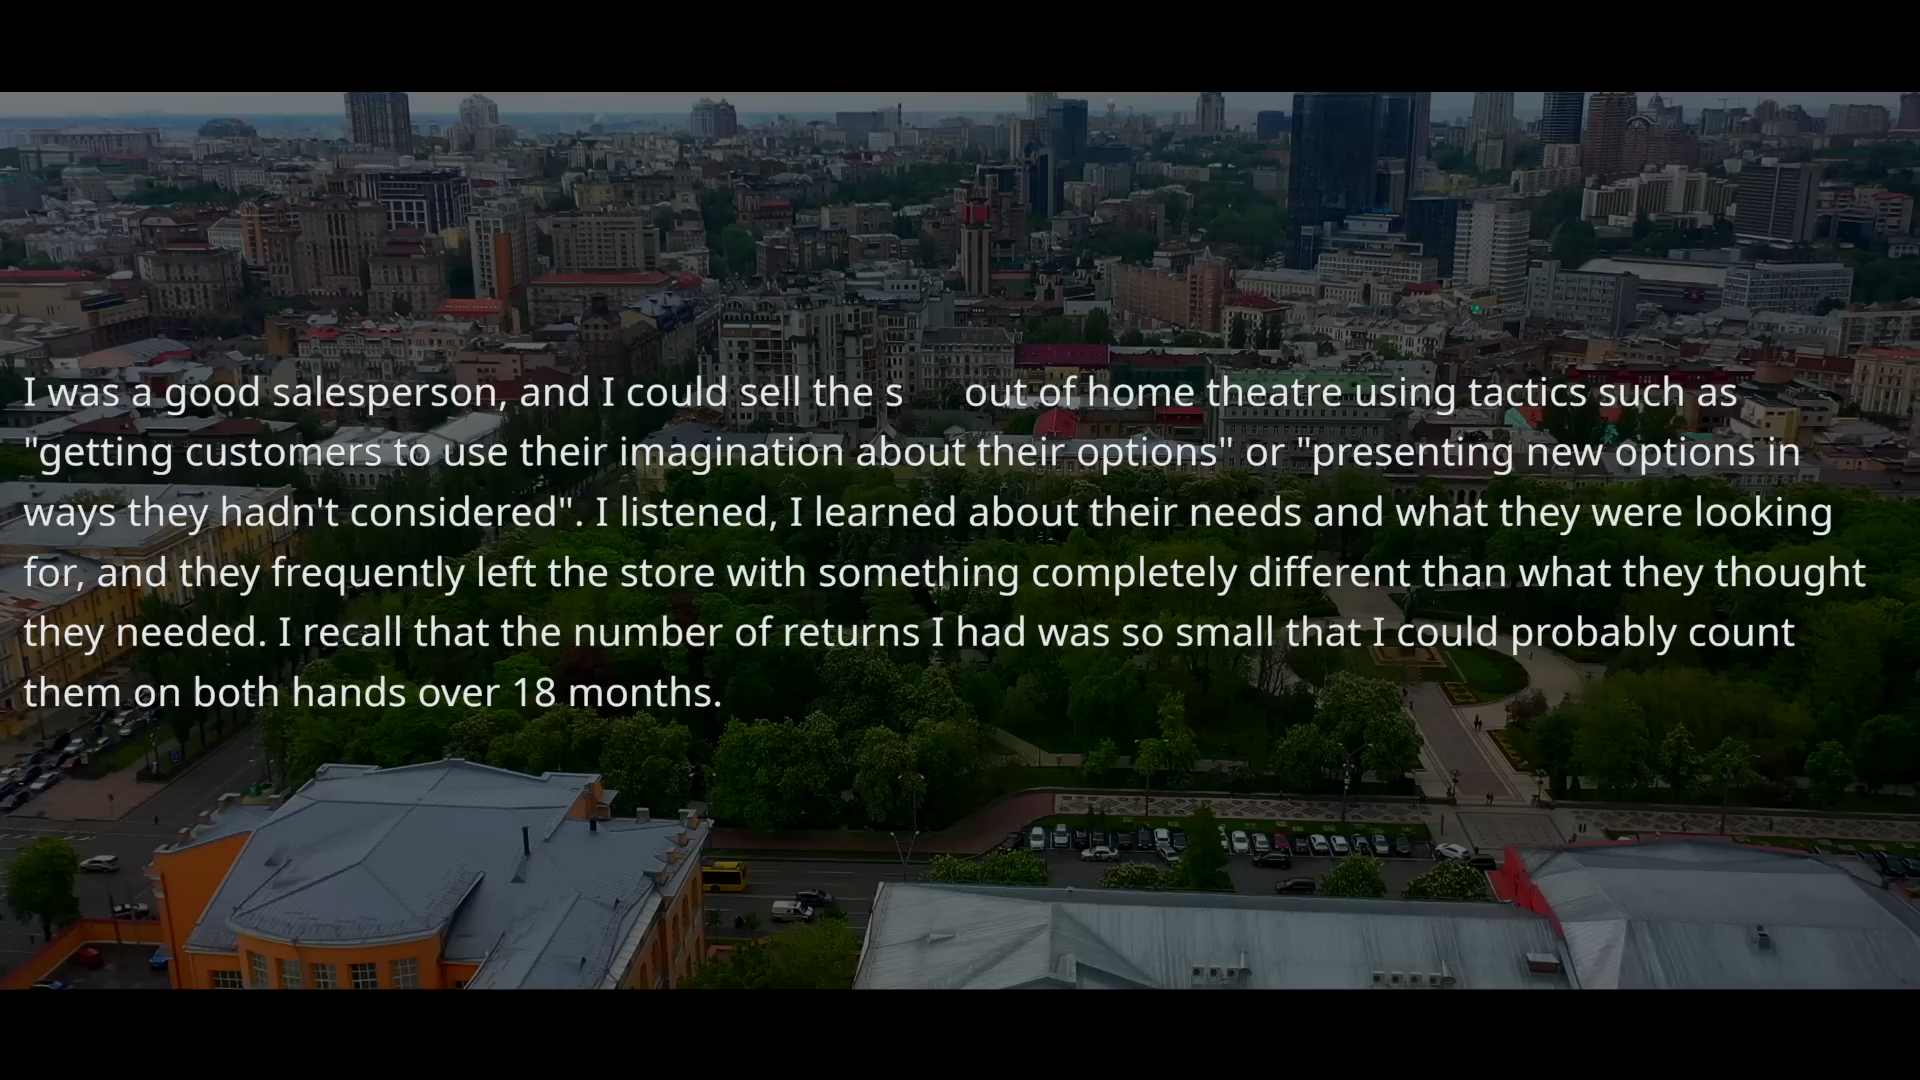 I was a good salesperson, and I could sell the s out of home theatre using tactics such as
"getting customers to use their imagination about their options" or "presenting new options in
ways they hadn't considered". I listened, I learned about their needs and what they were looking
for, and they frequently left the store with something completely different than what they thought
they needed. I recall that the number of returns I had was so small that I could probably count
them on both hands over 18 months.